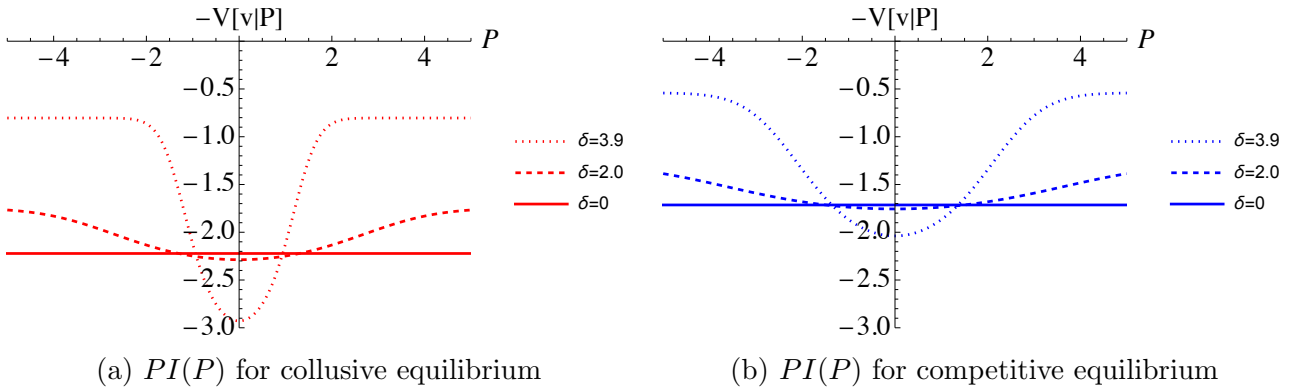 −V[v|P]
P
−4 −2 2 4
−0.5
−1.0
−1.5
−2.0
−2.5
−3.0
δ=3.9
δ=2.0
δ=0
(a) PI(P) for collusive equilibrium
−V[v|P]
P
−4 −2 2 4
−0.5
−1.0
−1.5
−2.0
−2.5
−3.0
δ=3.9
δ=2.0
δ=0
(b) PI(P) for competitive equilibrium